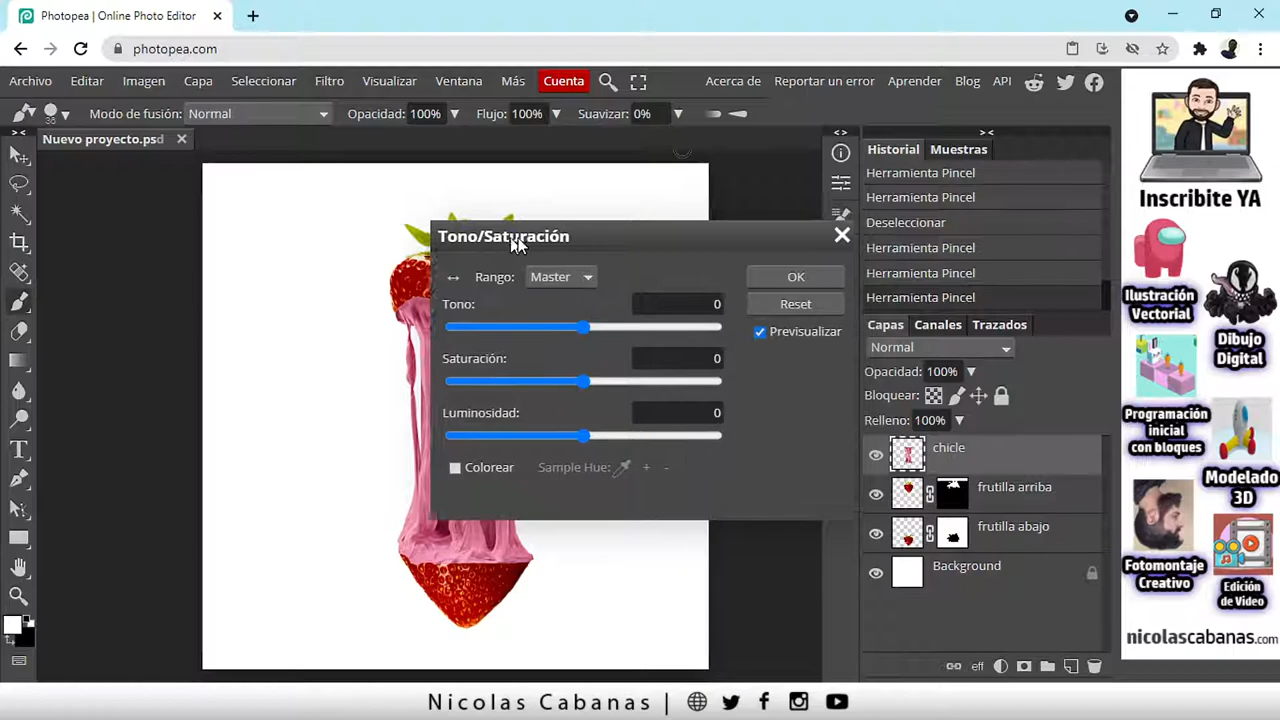 Photopea | Online Photo Editor
photopea.com
Archivo Editar Imagen Capa Seleccionar Filtro Visualizar Ventana Más Cuenta Acerca de Reportar un error Aprender Blog API
38 Modo de fusión: Normal Opacidad: 100% Flujo: 100% Suavizar: 0%
Nuevo proyecto.psd
Tono/Saturación
Rango: Master
OK
Tono: 0
Reset
Previsualizar
Saturación: 0
Luminosidad: 0
Colorear Sample Hue: + -
Historial Muestras
Herramienta Pincel
Herramienta Pincel
Deseleccionar
Herramienta Pincel
Herramienta Pincel
Herramienta Pincel
Capas Canales Trazados
Normal
Opacidad: 100%
Bloquear:
Relleno: 100%
chicle
frutilla arriba
frutilla abajo
Background
eff
Inscribite YA
Ilustración
Vectorial
Dibujo
Digital
Programación
inicial
con bloques
Modelado
3D
Fotomontaje
Creativo
Edición
de Video
nicolascabanas.com
Nicolas Cabanas |